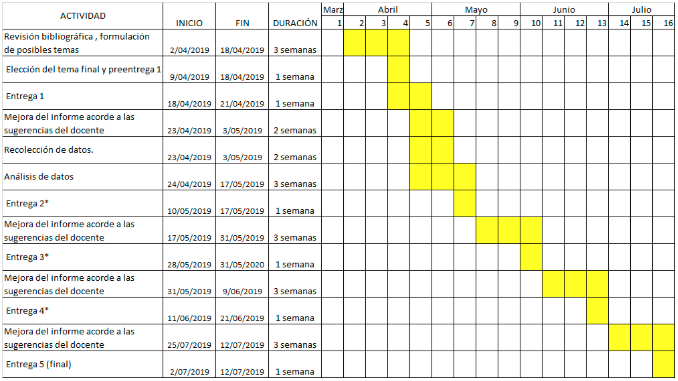 ACTIVIDAD INICIO FIN DURACIÓN Marz Abril Mayo Junio Julio
1 2 3 4 5 6 7 8 9 10 11 12 13 14 15 16
Revisión bibliográfica , formulación
de posibles temas 2/04/2019 18/04/2019 3 semanas
Elección del tema final y preentrega 1 9/04/2019 18/04/2019 1 semana
Entrega 1 18/04/2019 21/04/2019 1 semana
Mejora del informe acorde a las
sugerencias del docente 23/04/2019 3/05/2019 2 semanas
Recolección de datos. 23/04/2019 3/05/2019 2 semanas
Análisis de datos 24/04/2019 17/05/2019 3 semanas
Entrega 2* 10/05/2019 17/05/2019 1 semana
Mejora del informe acorde a las
sugerencias del docente 17/05/2019 31/05/2019 3 semanas
Entrega 3* 28/05/2019 31/05/2020 1 semana
Mejora del informe acorde a las
sugerencias del docente 31/05/2019 9/06/2019 3 semanas
Entrega 4* 11/06/2019 21/06/2019 1 semana
Mejora del informe acorde a las
sugerencias del docente 25/07/2019 12/07/2019 3 semanas
Entrega 5 (final) 2/07/2019 12/07/2019 1 semana